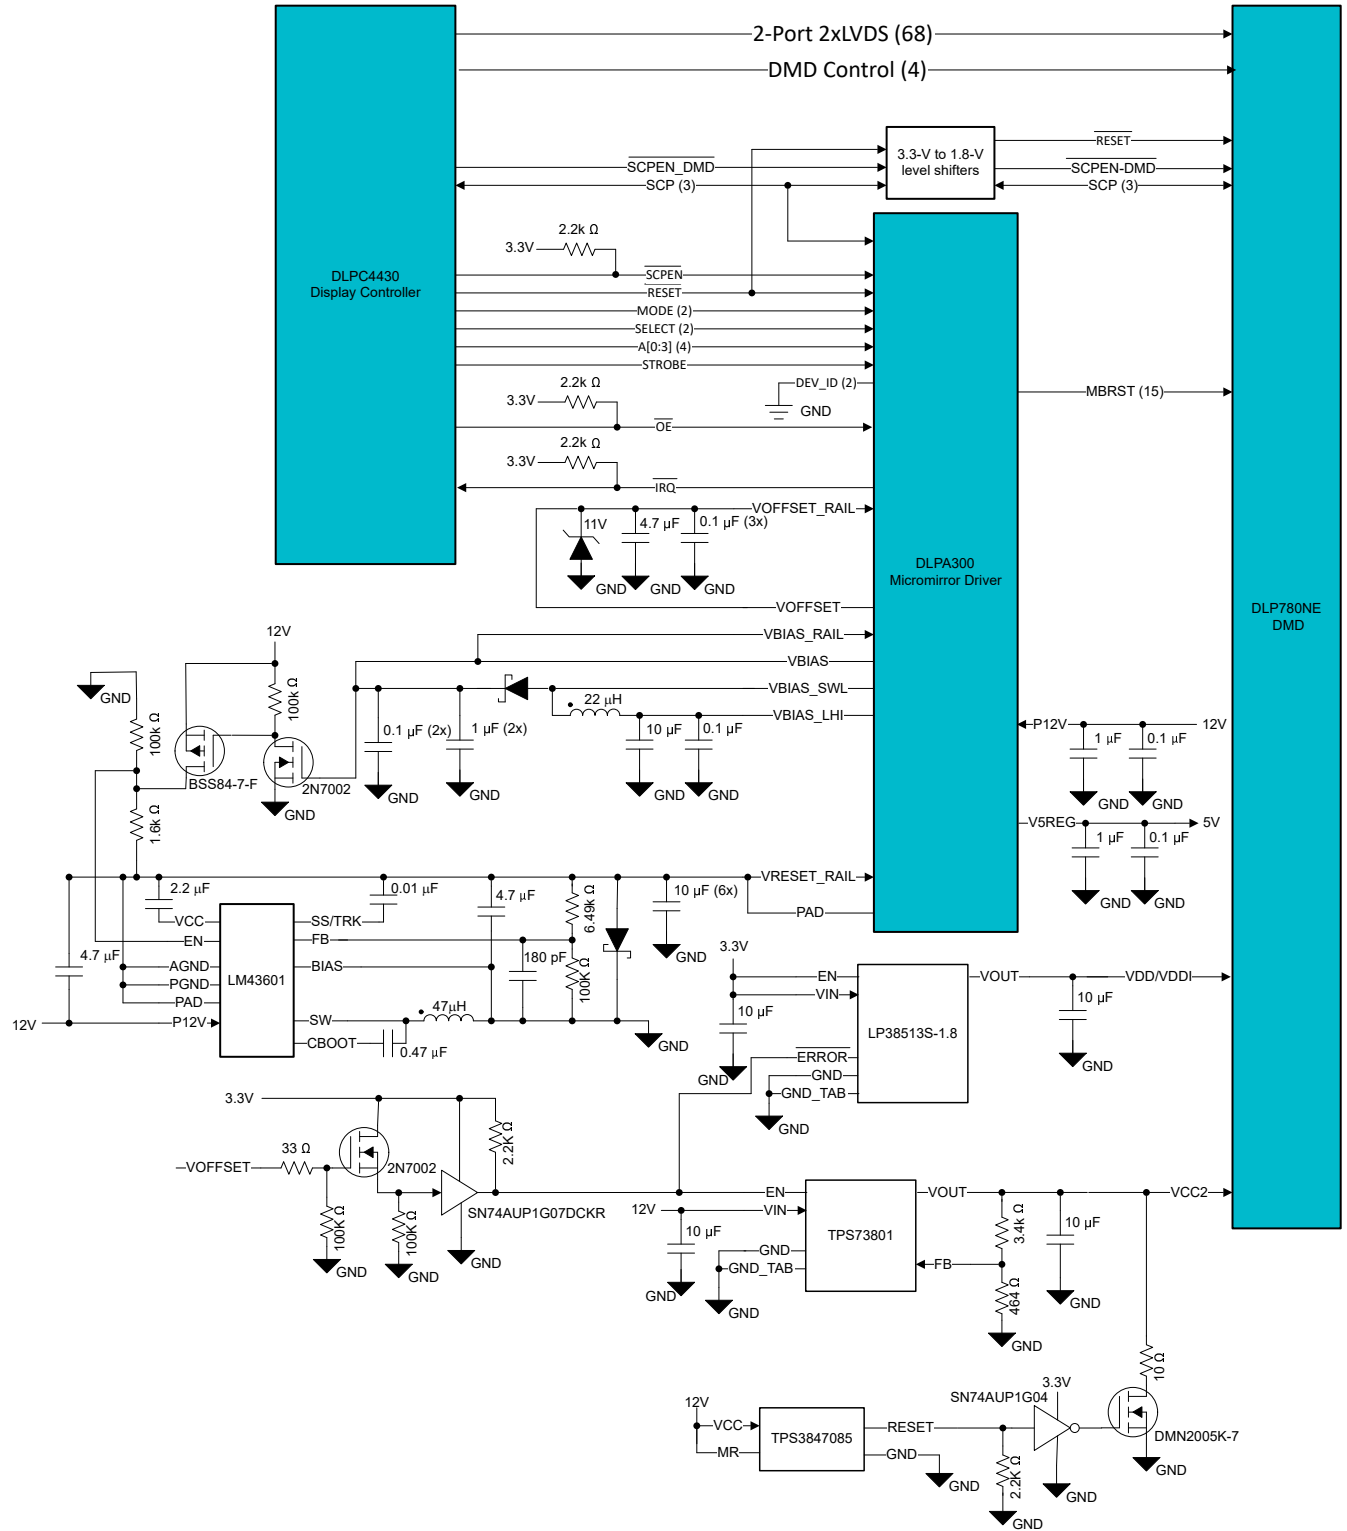 2-Port 2xLVDS (68)
DMD Control (4)
RESET
3.3-V to 1.8-V
level shifters
SCPEN_DMD
SCPEN-DMD
SCP (3)
SCP (3)
2.2k Ω
3.3V
DLPC4430
Display Controller
SCPEN
RESET
MODE (2)
SELECT (2)
A[0:3] (4)
STROBE
DEV_ID (2)
2.2k Ω
MBRST (15)
3.3V
GND
OE
2.2k Ω
3.3V
IRQ
VOFFSET_RAIL
11V
4.7 µF
0.1 µF (3x)
DLPA300
Micromirror Driver
GND
GND
GND
VOFFSET
DLP780NE
DMD
12V
VBIAS_RAIL
VBIAS
GND
100k Ω
VBIAS_SWL
22 µH
VBIAS_LHI
100k Ω
0.1 µF (2x)
1 µF (2x)
10 µF
0.1 µF
P12V
12V
1 µF
0.1 µF
BSS84-7-F
2N7002
GND
GND
GND
GND
GND
GND
GND
1.6k Ω
V5REG
5V
1 µF
0.1 µF
2.2 µF
0.01 µF
4.7 µF
6.49k Ω
10 µF (6x)
VRESET_RAIL
GND
GND
VCC
SS/TRK
PAD
EN
FB
GND
3.3V
4.7 µF
180 pF
AGND
BIAS
100K Ω
EN
VOUT
VDD/VDDI
LM43601
PGND
PAD
VIN
47µH
10 µF
10 µF
12V
P12V
SW
GND
LP38513S-1.8
CBOOT
0.47 µF
ERROR
GND
GND
GND
GND_TAB
3.3V
GND
2.2K Ω
33 Ω
VOFFSET
2N7002
EN
VOUT
VCC2
SN74AUP1G07DCKR
12V
VIN
100K Ω
100K Ω
10 µF
TPS73801
3.4k Ω
10 µF
GND
GND
GND
GND
GND_TAB
FB
GND
GND
464 Ω
GND
GND
10 Ω
3.3V
SN74AUP1G04
12V
VCC
RESET
TPS3847085
DMN2005K-7
MR
GND
GND
2.2K Ω
GND
GND
GND